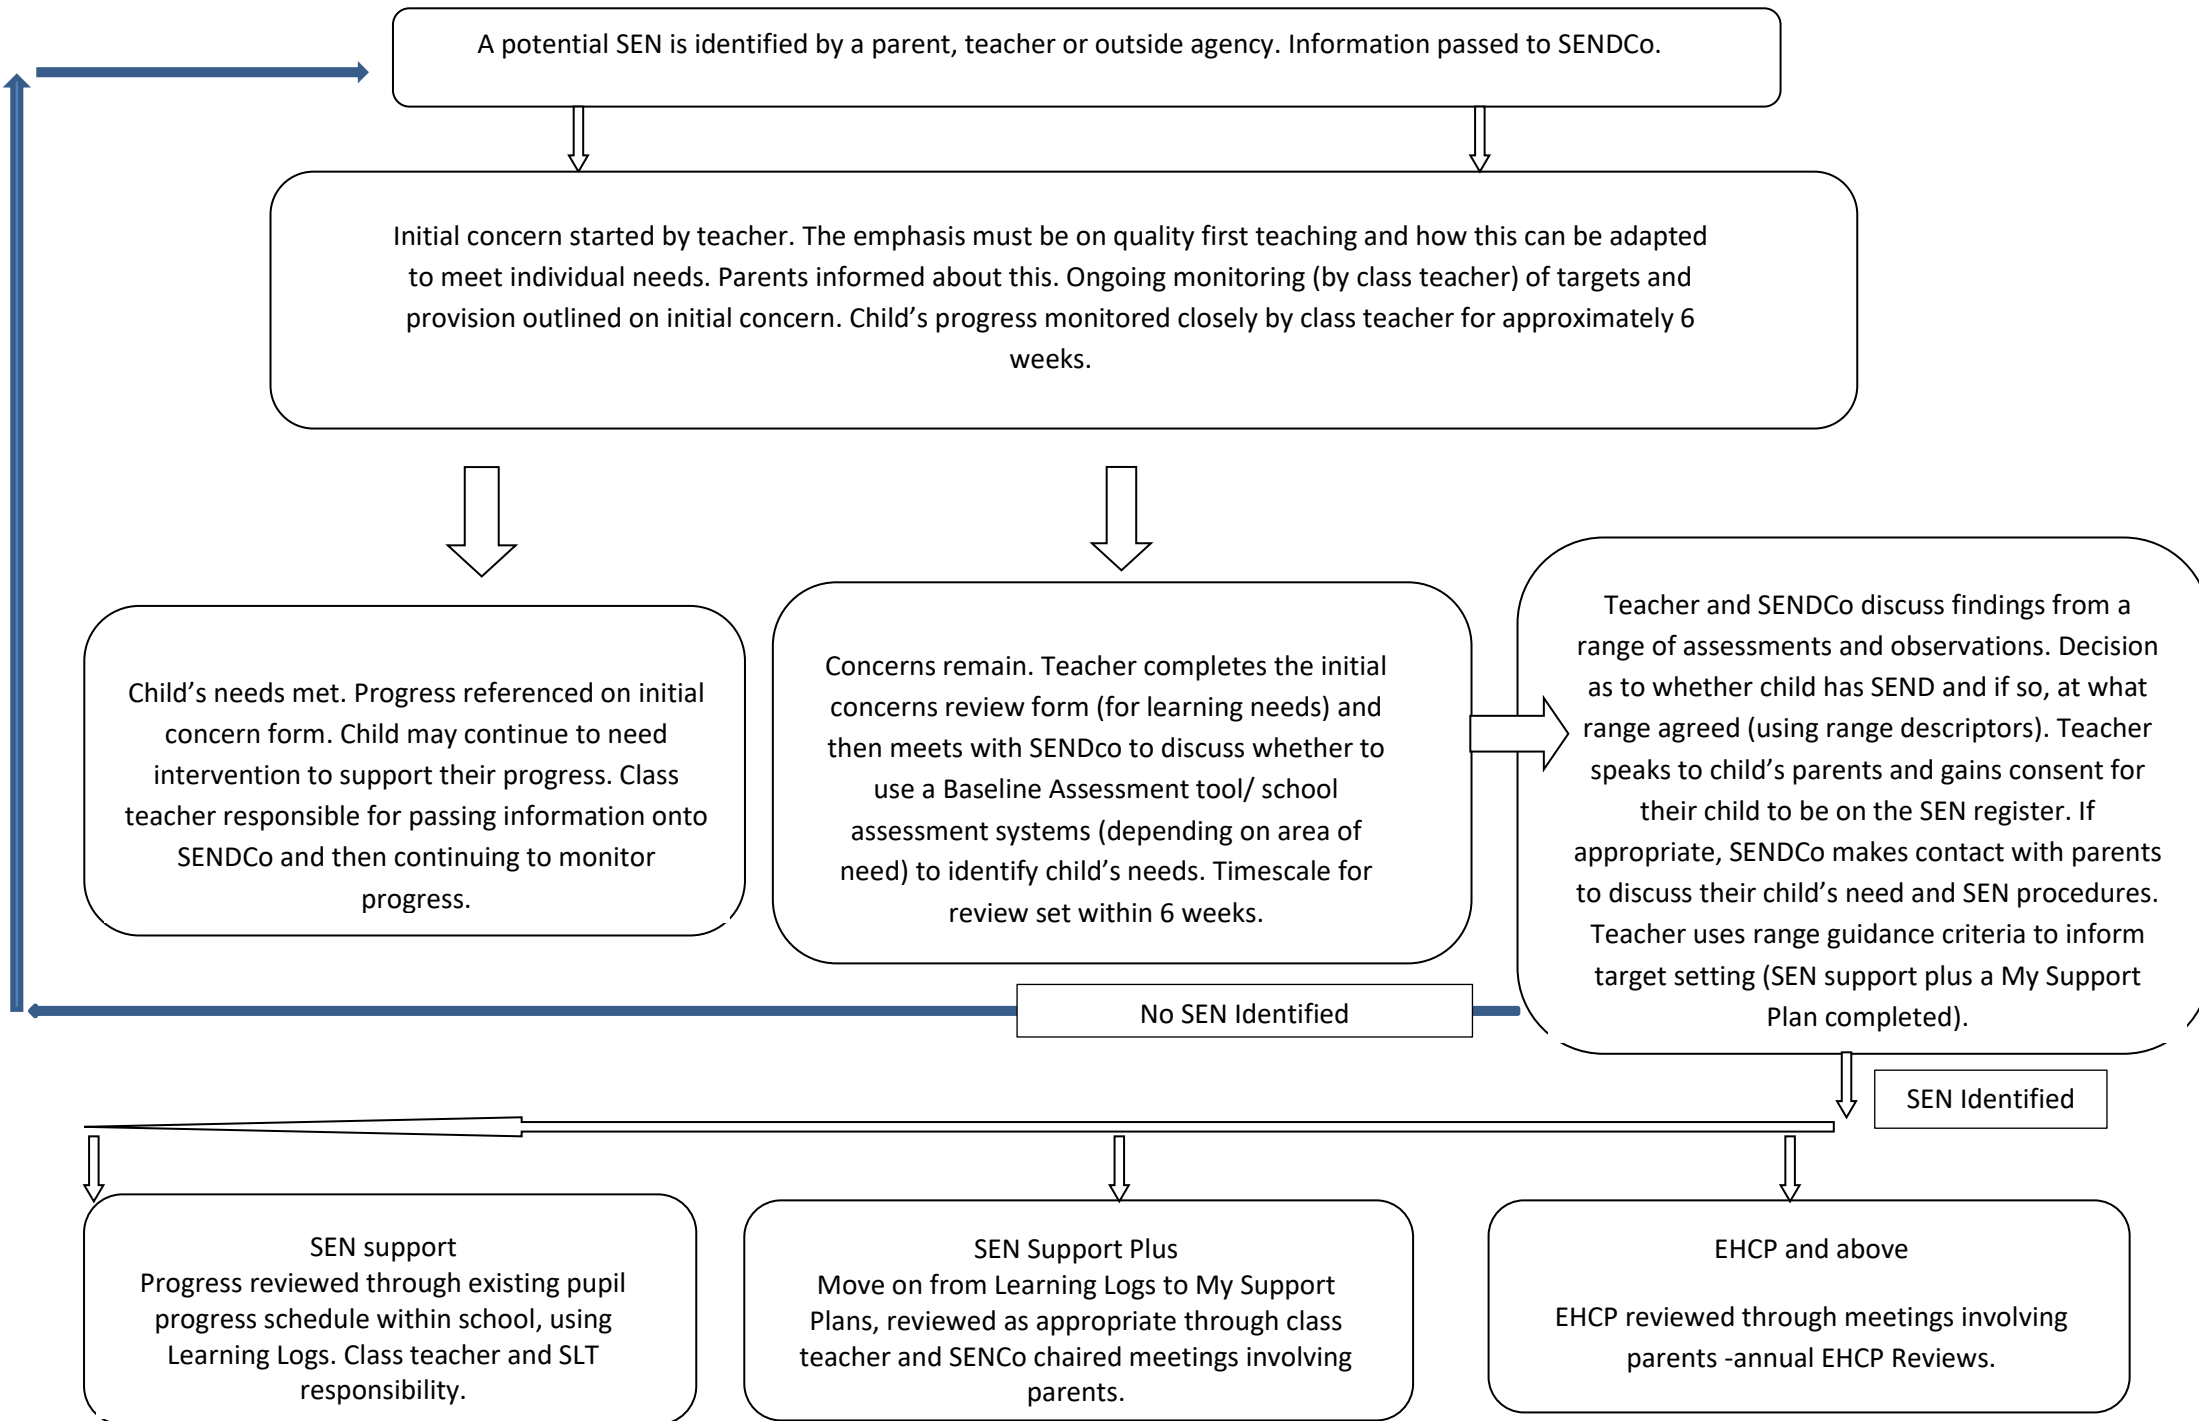 A potential SEN is identified by a parent, teacher or outside agency. Information passed to SENDCo.
Initial concern started by teacher. The emphasis must be on quality first teaching and how this can be adapted
to meet individual needs. Parents informed about this. Ongoing monitoring (by class teacher) of targets and
provision outlined on initial concern. Child’s progress monitored closely by class teacher for approximately 6
weeks.
Child’s needs met. Progress referenced on initial
concern form. Child may continue to need
intervention to support their progress. Class
teacher responsible for passing information onto
SENDCo and then continuing to monitor
progress.
Concerns remain. Teacher completes the initial
concerns review form (for learning needs) and
then meets with SENDco to discuss whether to
use a Baseline Assessment tool/ school
assessment systems (depending on area of
need) to identify child’s needs. Timescale for
review set within 6 weeks.
Teacher and SENDCo discuss findings from a
range of assessments and observations. Decision
as to whether child has SEND and if so, at what
range agreed (using range descriptors). Teacher
speaks to child’s parents and gains consent for
their child to be on the SEN register. If
appropriate, SENDCo makes contact with parents
to discuss their child’s need and SEN procedures.
Teacher uses range guidance criteria to inform
target setting (SEN support plus a My Support
Plan completed).
No SEN Identified
SEN Identified
SEN support
Progress reviewed through existing pupil
progress schedule within school, using
Learning Logs. Class teacher and SLT
responsibility.
SEN Support Plus
Move on from Learning Logs to My Support
Plans, reviewed as appropriate through class
teacher and SENCo chaired meetings involving
parents.
EHCP and above
EHCP reviewed through meetings involving
parents -annual EHCP Reviews.